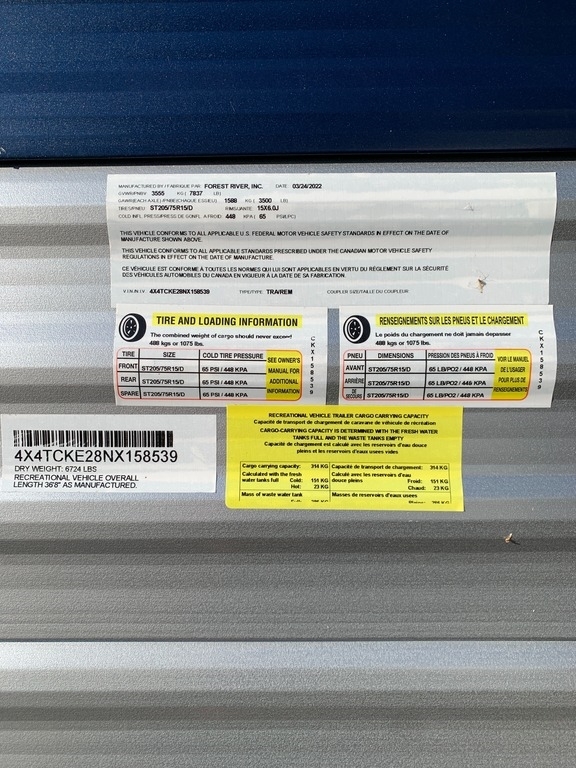 MANUFACTURED BY / FABRIQUE PAR: FOREST RIVER, INC. DATE: 03/24/2022
GVWR/PNBV 3555 KG ( 7837 LB)
GAWR(EACH AXLE) /PNBE(CHAQUE ESSIEU) 1588 KG ( 3500 LB)
TIRES/PNEU ST205/75R15/D RIMS/JANTE 15X6.0J
COLD INFL. PRESS/PRESS DE GONFL. A FROID: 448 KPA ( 65 PSI/LPC)
THIS VEHICLE CONFORMS TO ALL APPLICABLE U.S. FEDERAL MOTOR VEHICLE SAFETY STANDARDS IN EFFECT ON THE DATE OF
MANUFACTURE SHOWN ABOVE.
THIS VEHICLE CONFORMS TO ALL APPLICABLE STANDARDS PRESCRIBED UNDER THE CANADIAN MOTOR VEHICLE SAFETY
REGULATIONS IN EFFECT ON THE DATE OF MANUFACTURE.
CE VÉHICULE EST CONFORME À TOUTES LES NORMES QUI LUI SONT APPLICABLES EN VERTU DU RÈGLEMENT SUR LA SÉCURITÉ
DES VÉHICULES AUTOMOBILES DU CANADA EN VIGUEUR À LA DATE DE SA FABRICATION.
V.I.N./N.I.V. 4X4TCKE28NX158539 TYPE/TYPE: TRA/REM COUPLER SIZE/TAILLE DU COUPLEUR
TIRE AND LOADING INFORMATION
The combined weight of cargo should never exceed
488 kgs or 1075 lbs.
TIRE SIZE COLD TIRE PRESSURE
FRONT ST205/75R15/D 65 PSI / 448 KPA
REAR ST205/75R15/D 65 PSI / 448 KPA
SPARE ST205/75R15/D 65 PSI / 448 KPA
SEE OWNER'S
MANUAL FOR
ADDITIONAL
INFORMATION
CKX158539
RENSEIGNEMENTS SUR LES PNEUS ET LE CHARGEMENT
Le poids du chargement ne doit jamais depasser
488 kgs or 1075 lbs.
PNEU DIMENSIONS PRESSION DES PNEUS À FROID
AVANT ST205/75R15/D 65 LB/PO2 / 448 KPA
ARRIÈRE ST205/75R15/D 65 LB/PO2 / 448 KPA
DE SECOURS ST205/75R15/D 65 LB/PO2 / 448 KPA
VOIR LE MANUEL
DE L'USAGER
POUR PLUS DE
RENSEIGNEMENTS
CKX158539
4X4TCKE28NX158539
DRY WEIGHT: 6724 LBS
RECREATIONAL VEHICLE OVERALL
LENGTH 36'8" AS MANUFACTURED.
RECREATIONAL VEHICLE TRAILER CARGO CARRYING CAPACITY
Capacité de transport de chargement de caravane de véhicule de récréation
CARGO-CARRYING CAPACITY IS DETERMINED WITH THE FRESH WATER
TANKS FULL AND THE WASTE TANKS EMPTY
Capacité de chargement est calculé avec les réservoirs d'eau douce
pleins et les réservoirs d'eaux usées vides
Cargo carrying capacity: 314 KG
Calculated with the fresh
water tanks full Cold: 151 KG
Hot: 23 KG
Mass of waste water tank
Capacité de transport de chargement: 314 KG
Calculé avec les réservoirs d'eau
douce pleins Froid: 151 KG
Chaud: 23 KG
Masses de reservoirs d'eaux usées